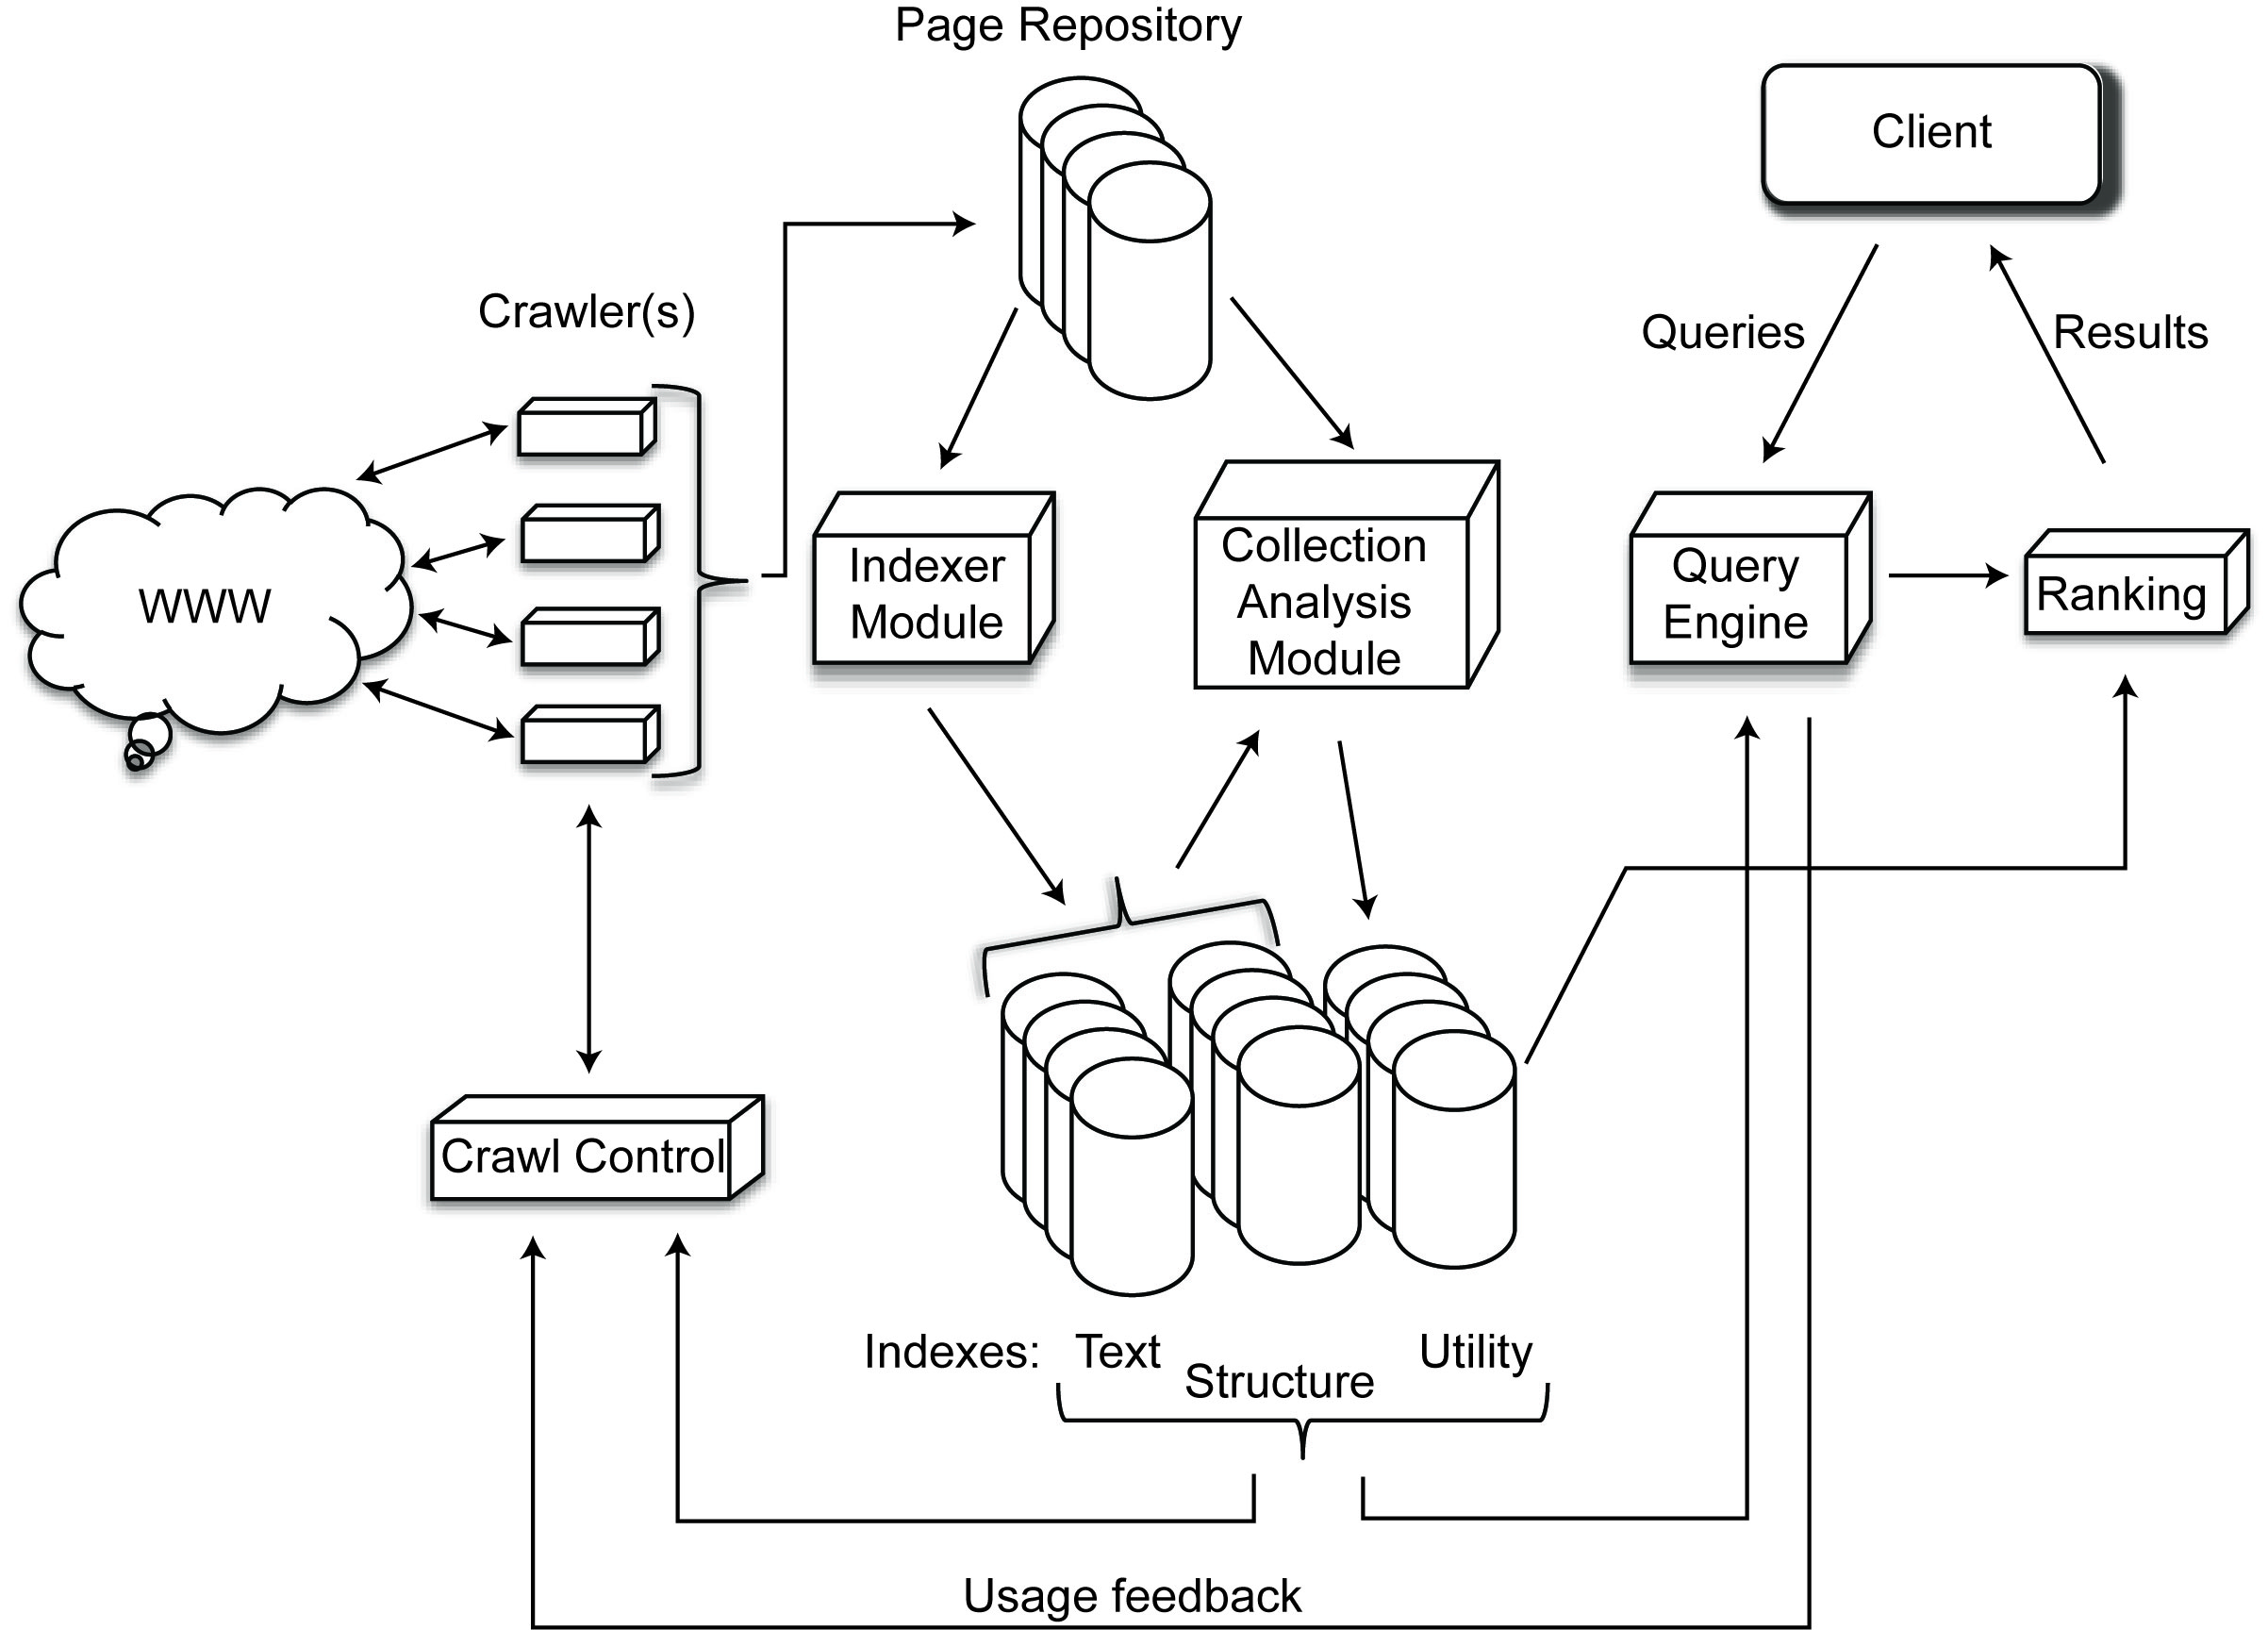 Page Repository
Client
Crawler(s)
Queries
Results
WWW
Indexer
Module
Collection
Analysis
Module
Query
Engine
Ranking
Crawl Control
Indexes: Text
Structure
Utility
Usage feedback